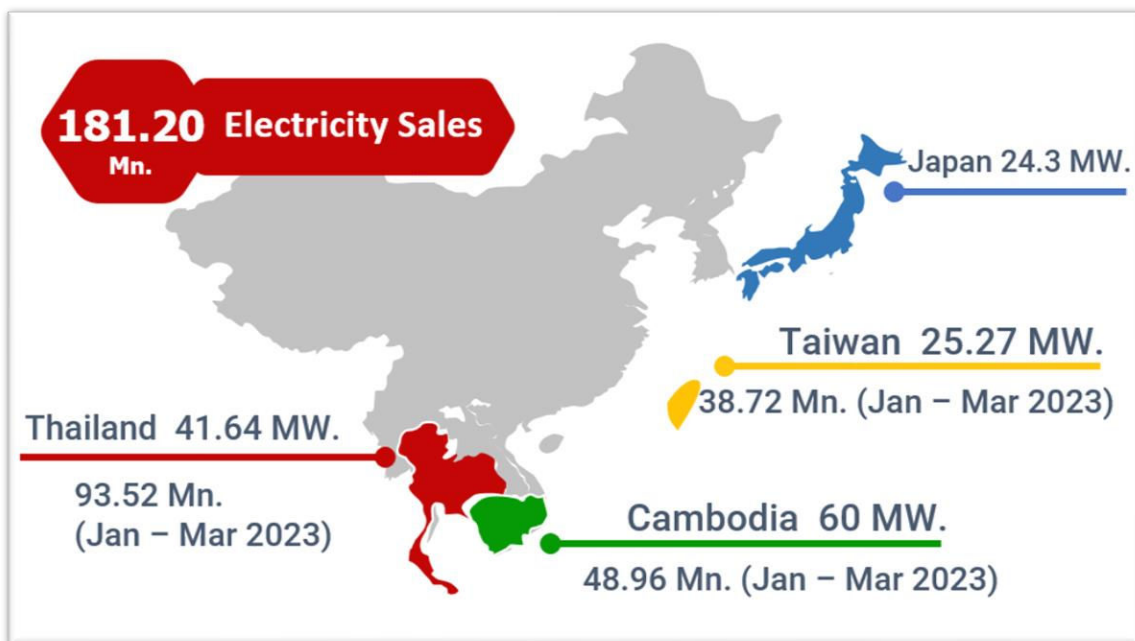 181.20
Mn.
Electricity Sales
Japan 24.3 MW.
Taiwan 25.27 MW.
38.72 Mn. (Jan – Mar 2023)
Thailand 41.64 MW.
93.52 Mn.
(Jan – Mar 2023)
Cambodia 60 MW.
48.96 Mn. (Jan – Mar 2023)